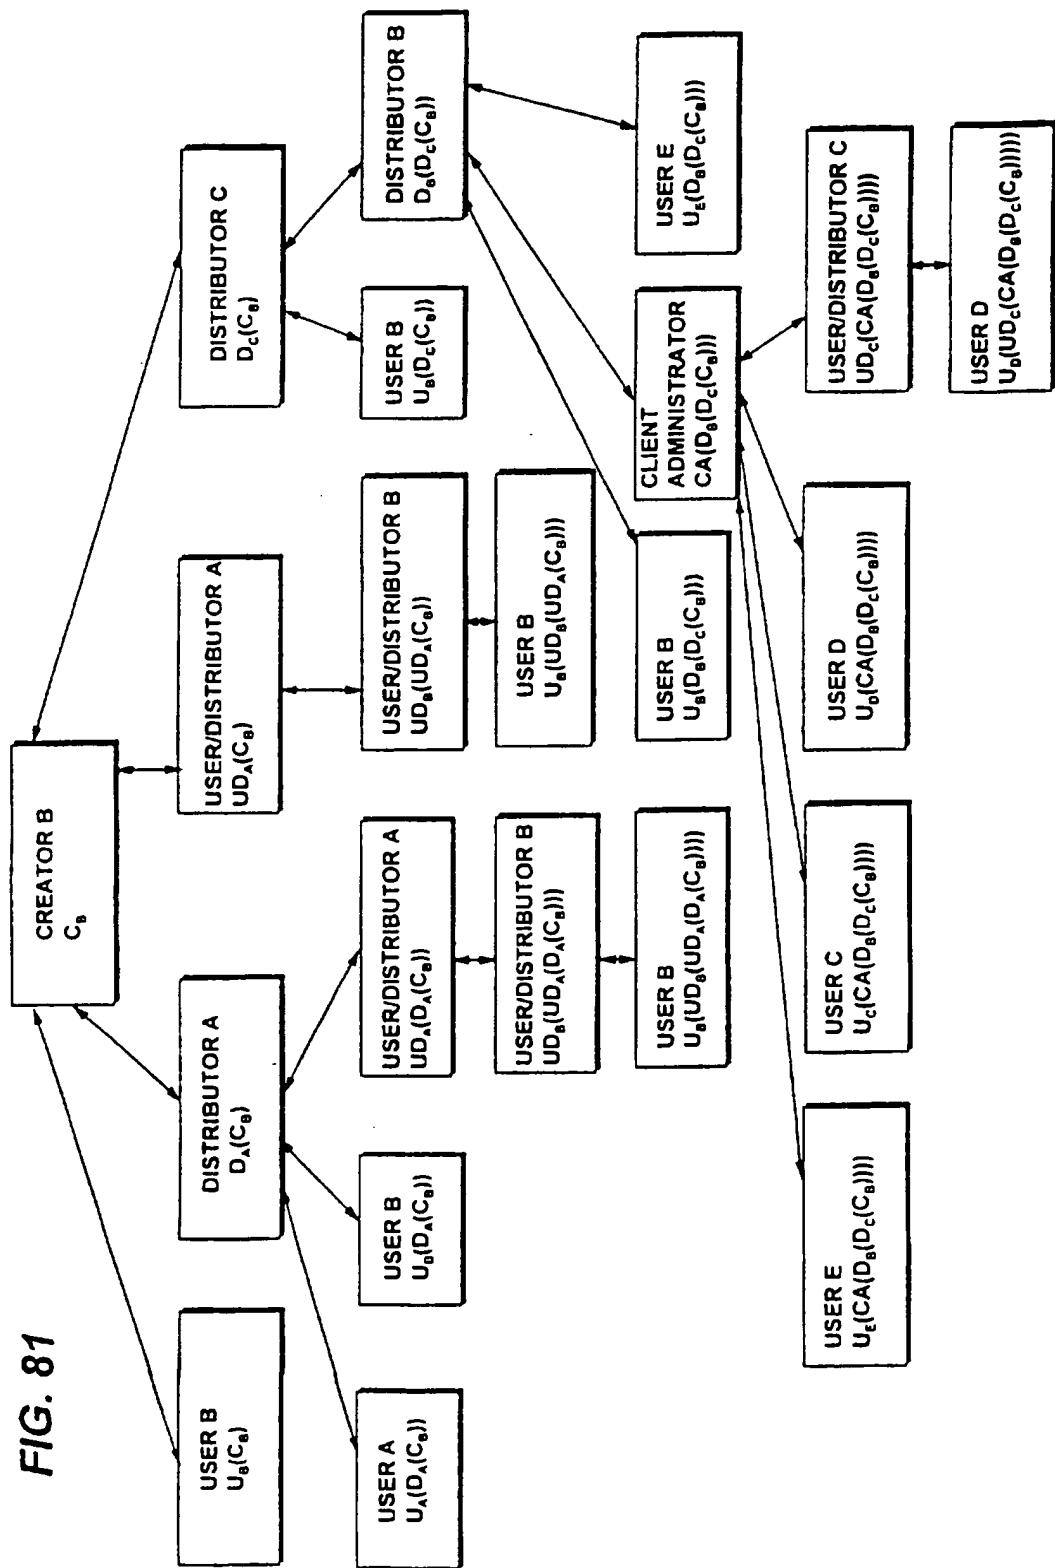 FIG. 81
CREATOR B
C_B
USER B
U_B(C_B)
DISTRIBUTOR A
D_A(C_B)
USER/DISTRIBUTOR A
UD_A(C_B)
DISTRIBUTOR C
D_C(C_B)
USER A
U_A(D_A(C_B))
USER B
U_D(D_A(C_B))
USER/DISTRIBUTOR A
UD_A(D_A(C_B))
USER/DISTRIBUTOR B
UD_B(UD_A(C_B))
USER B
U_B(D_C(C_B))
DISTRIBUTOR B
D_B(D_C(C_B))
USER/DISTRIBUTOR B
UD_B(UD_A(D_A(C_B)))
USER B
U_B(UD_B(UD_A(C_B)))
USER B
U_B(UD_B(UD_A(D_A(C_B))))
USER B
U_B(D_B(D_C(C_B)))
CLIENT
ADMINISTRATOR
CA(D_B(D_C(C_B)))
USER E
U_E(D_B(D_C(C_B)))
USER E
U_E(CA(D_B(D_C(C_B))))
USER C
U_C(CA(D_B(D_C(C_B))))
USER D
U_D(CA(D_B(D_C(C_B))))
USER/DISTRIBUTOR C
UD_C(CA(D_B(D_C(C_B))))
USER D
U_D(UD_C(CA(D_B(D_C(C_B)))))